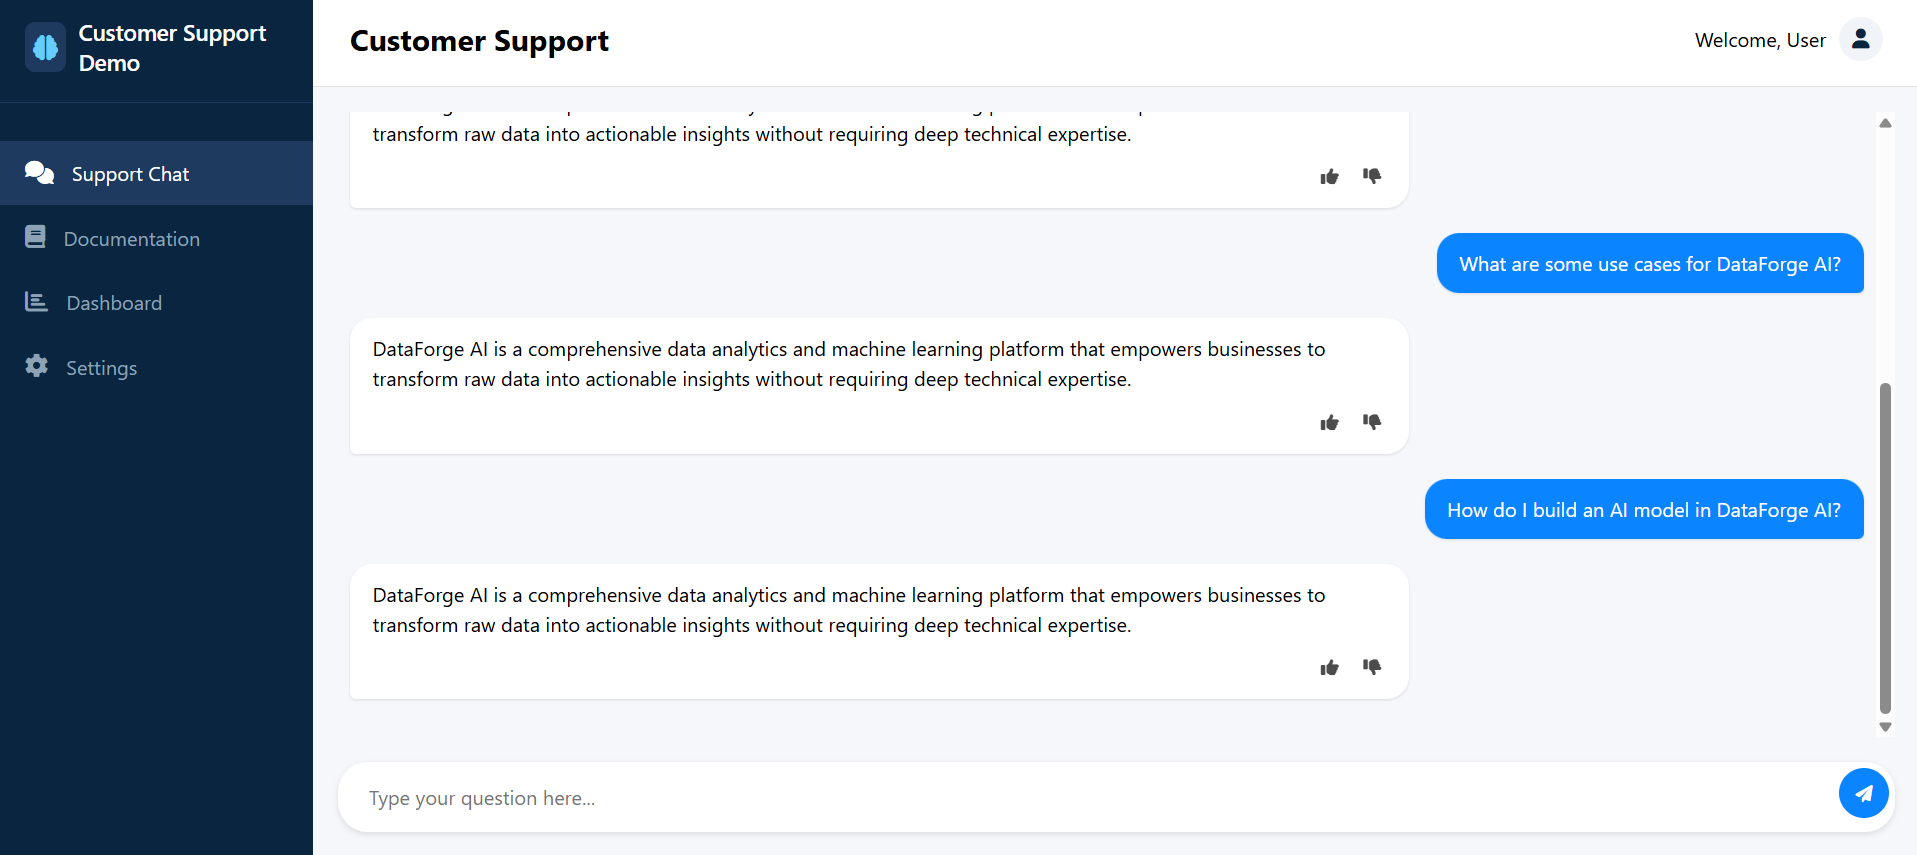 Customer Support
Demo
Support Chat
Documentation
Dashboard
Settings
Customer Support
Welcome, User
transform raw data into actionable insights without requiring deep technical expertise.
What are some use cases for DataForge AI?
DataForge AI is a comprehensive data analytics and machine learning platform that empowers businesses to
transform raw data into actionable insights without requiring deep technical expertise.
How do I build an AI model in DataForge AI?
DataForge AI is a comprehensive data analytics and machine learning platform that empowers businesses to
transform raw data into actionable insights without requiring deep technical expertise.
Type your question here...